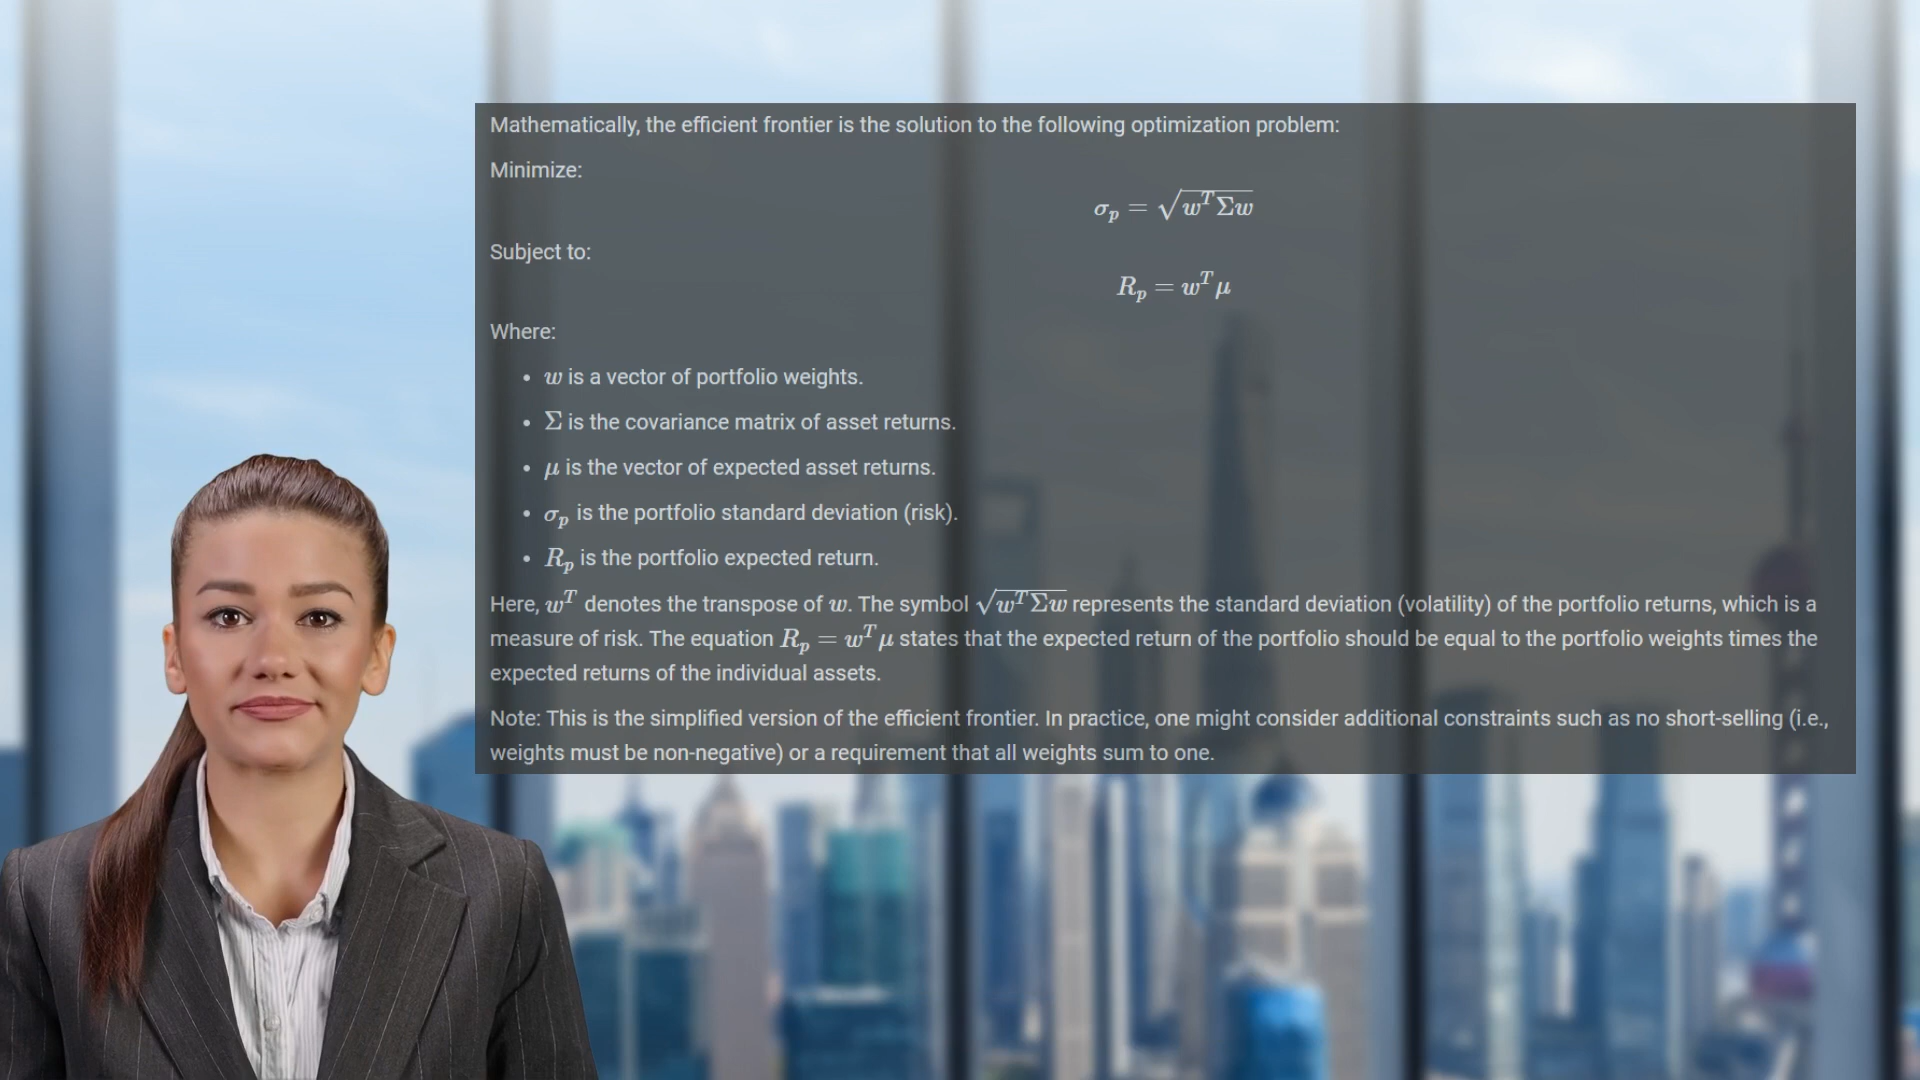 Mathematically, the efficient frontier is the solution to the following optimization problem:
Minimize:
σₚ = √(wᵀΣw)
Subject to:
Rₚ = wᵀμ
Where:
• w is a vector of portfolio weights.
• Σ is the covariance matrix of asset returns.
• μ is the vector of expected asset returns.
• σₚ is the portfolio standard deviation (risk).
• Rₚ is the portfolio expected return.
Here, wᵀ denotes the transpose of w. The symbol √(wᵀΣw) represents the standard deviation (volatility) of the portfolio returns, which is a
measure of risk. The equation Rₚ = wᵀμ states that the expected return of the portfolio should be equal to the portfolio weights times the
expected returns of the individual assets.
Note: This is the simplified version of the efficient frontier. In practice, one might consider additional constraints such as no short-selling (i.e.,
weights must be non-negative) or a requirement that all weights sum to one.